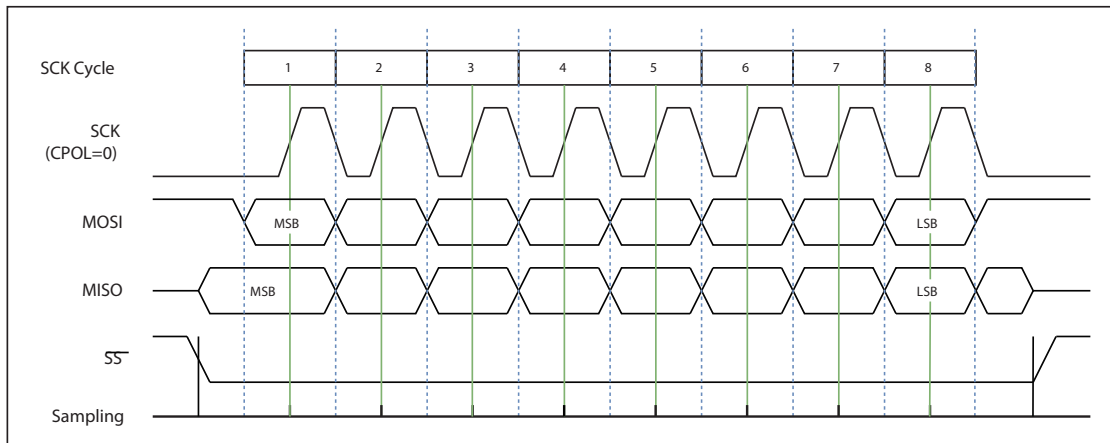 SCK Cycle 1 2 3 4 5 6 7 8
SCK
(CPOL=0)
MOSI MSB LSB
MISO MSB LSB
SS
Sampling